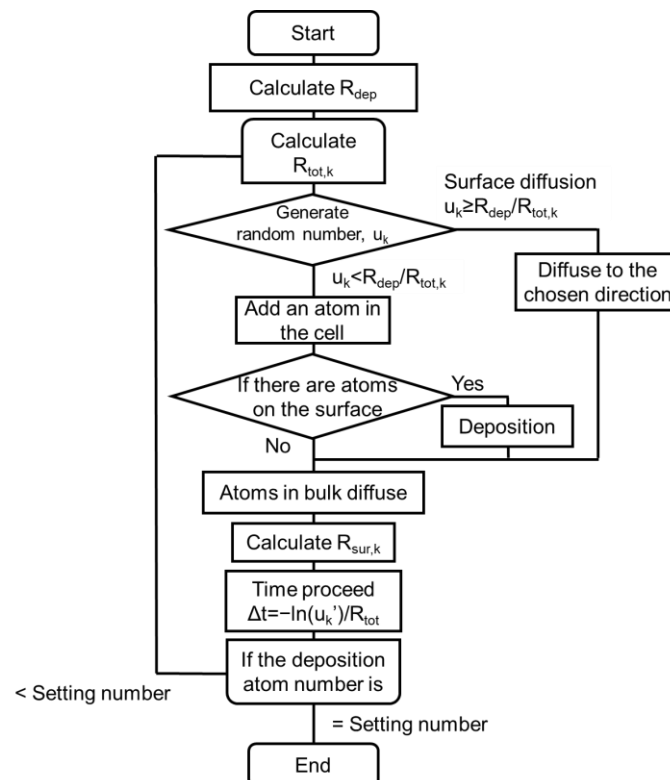 Start
Calculate R_dep
Calculate
R_tot,k
Surface diffusion
u_k≥R_dep/R_tot,k
Generate
random number, u_k
u_k<R_dep/R_tot,k
Diffuse to the
chosen direction
Add an atom in
the cell
If there are atoms
on the surface
Yes
Deposition
No
Atoms in bulk diffuse
Calculate R_sur,k
Time proceed
Δt=−ln(u_k')/R_tot
If the deposition
atom number is
< Setting number
= Setting number
End